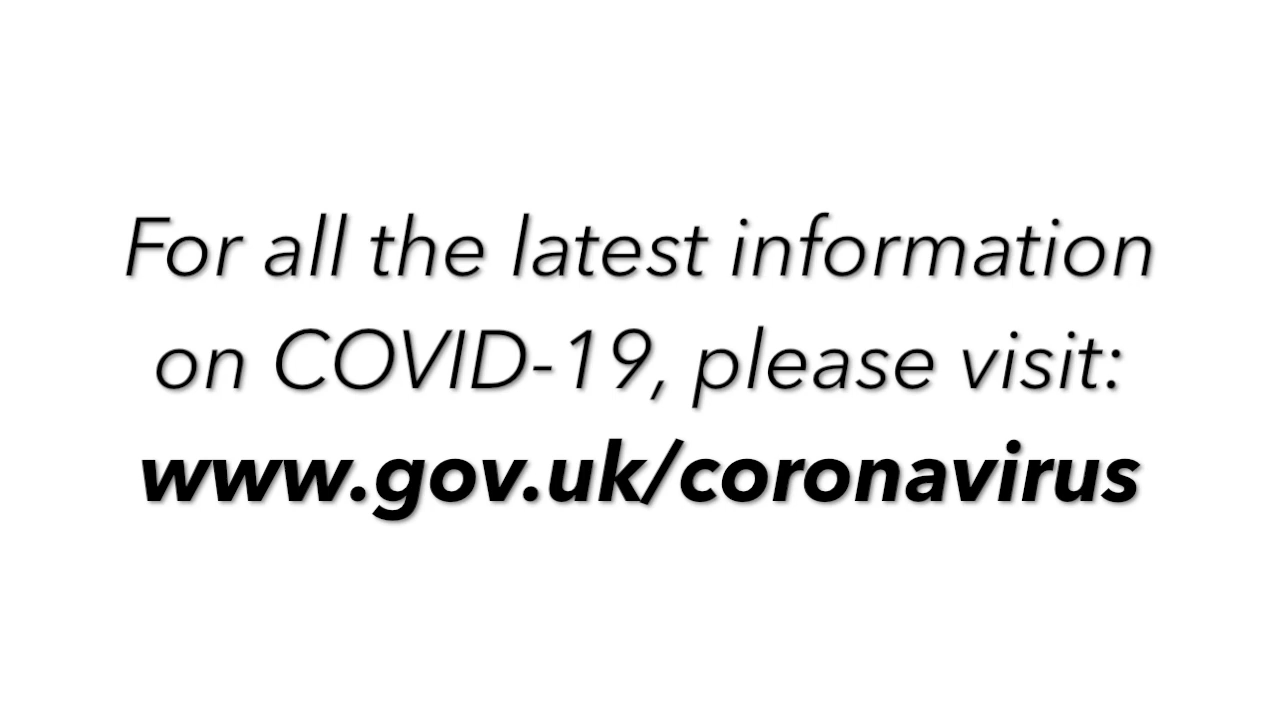 For all the latest information
on COVID-19, please visit:
www.gov.uk/coronavirus